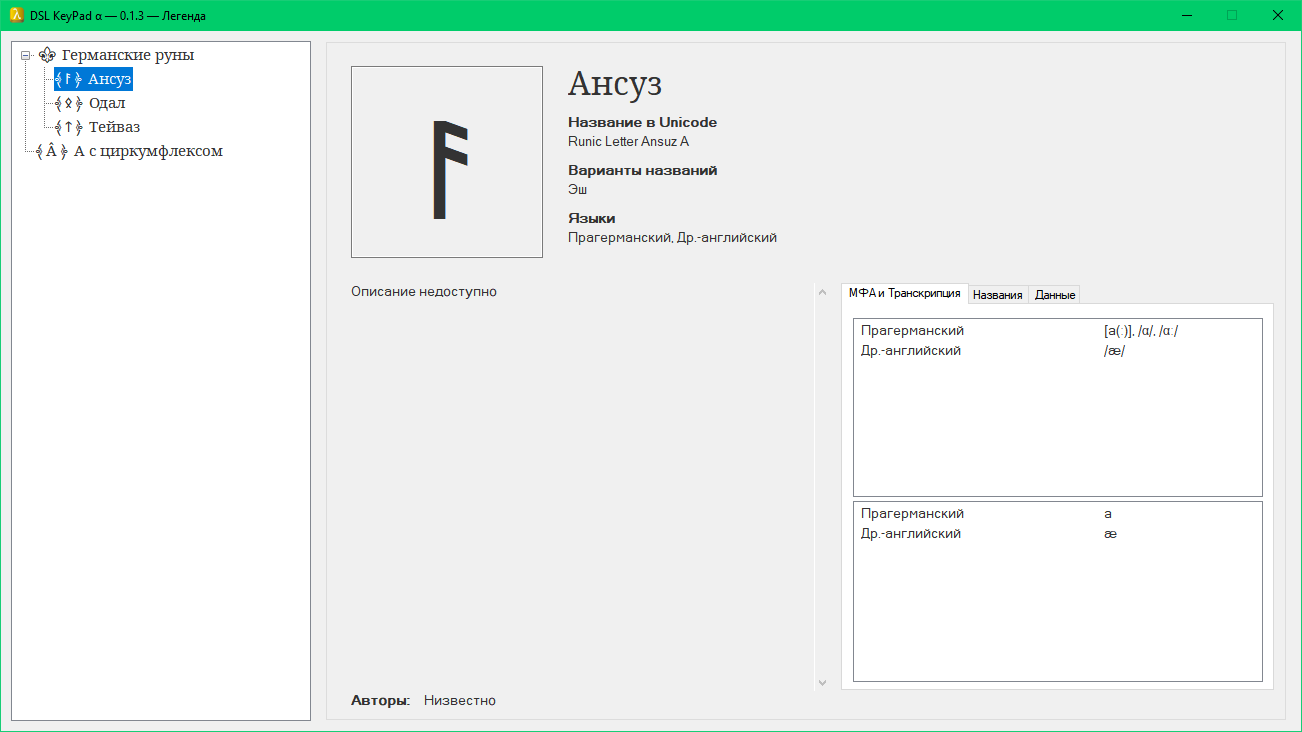 DSL KeyPad α — 0.1.3 — Легенда
Германские руны
⦃ᚨ⦄ Ансуз
⦃ᛟ⦄ Одал
⦃ᛏ⦄ Тейваз
⦃Â⦄ А с циркумфлексом
ᚨ
Ансуз
Название в Unicode
Runic Letter Ansuz A
Варианты названий
Эш
Языки
Прагерманский, Др.-английский
Описание недоступно
МФА и Транскрипция Названия Данные
Прагерманский [a(ː)], /ɑ/, /ɑː/
Др.-английский /æ/
Прагерманский a
Др.-английский æ
Авторы: Низвестно